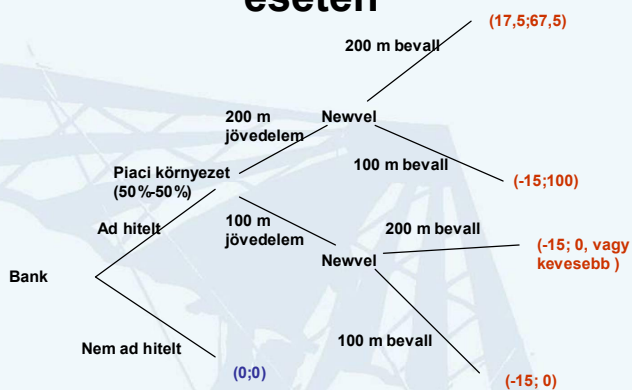 esetén
(17,5;67,5)
200 m bevall
200 m
jövedelem
Newvel
100 m bevall
(-15;100)
Piaci környezet
(50%-50%)
Ad hitelt
100 m
jövedelem
200 m bevall
(-15; 0, vagy
kevesebb )
Newvel
Bank
100 m bevall
Nem ad hitelt
(0;0)
(-15; 0)